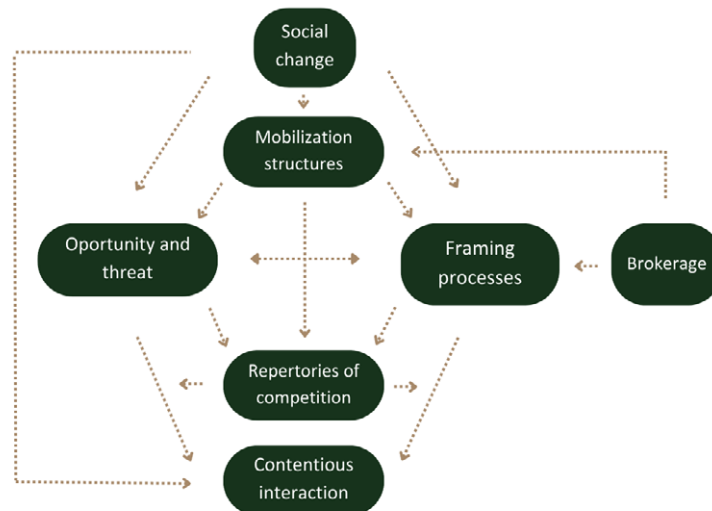 Social
change
Mobilization
structures
Oportunity and
threat
Framing
processes
Brokerage
Repertories of
competition
Contentious
interaction